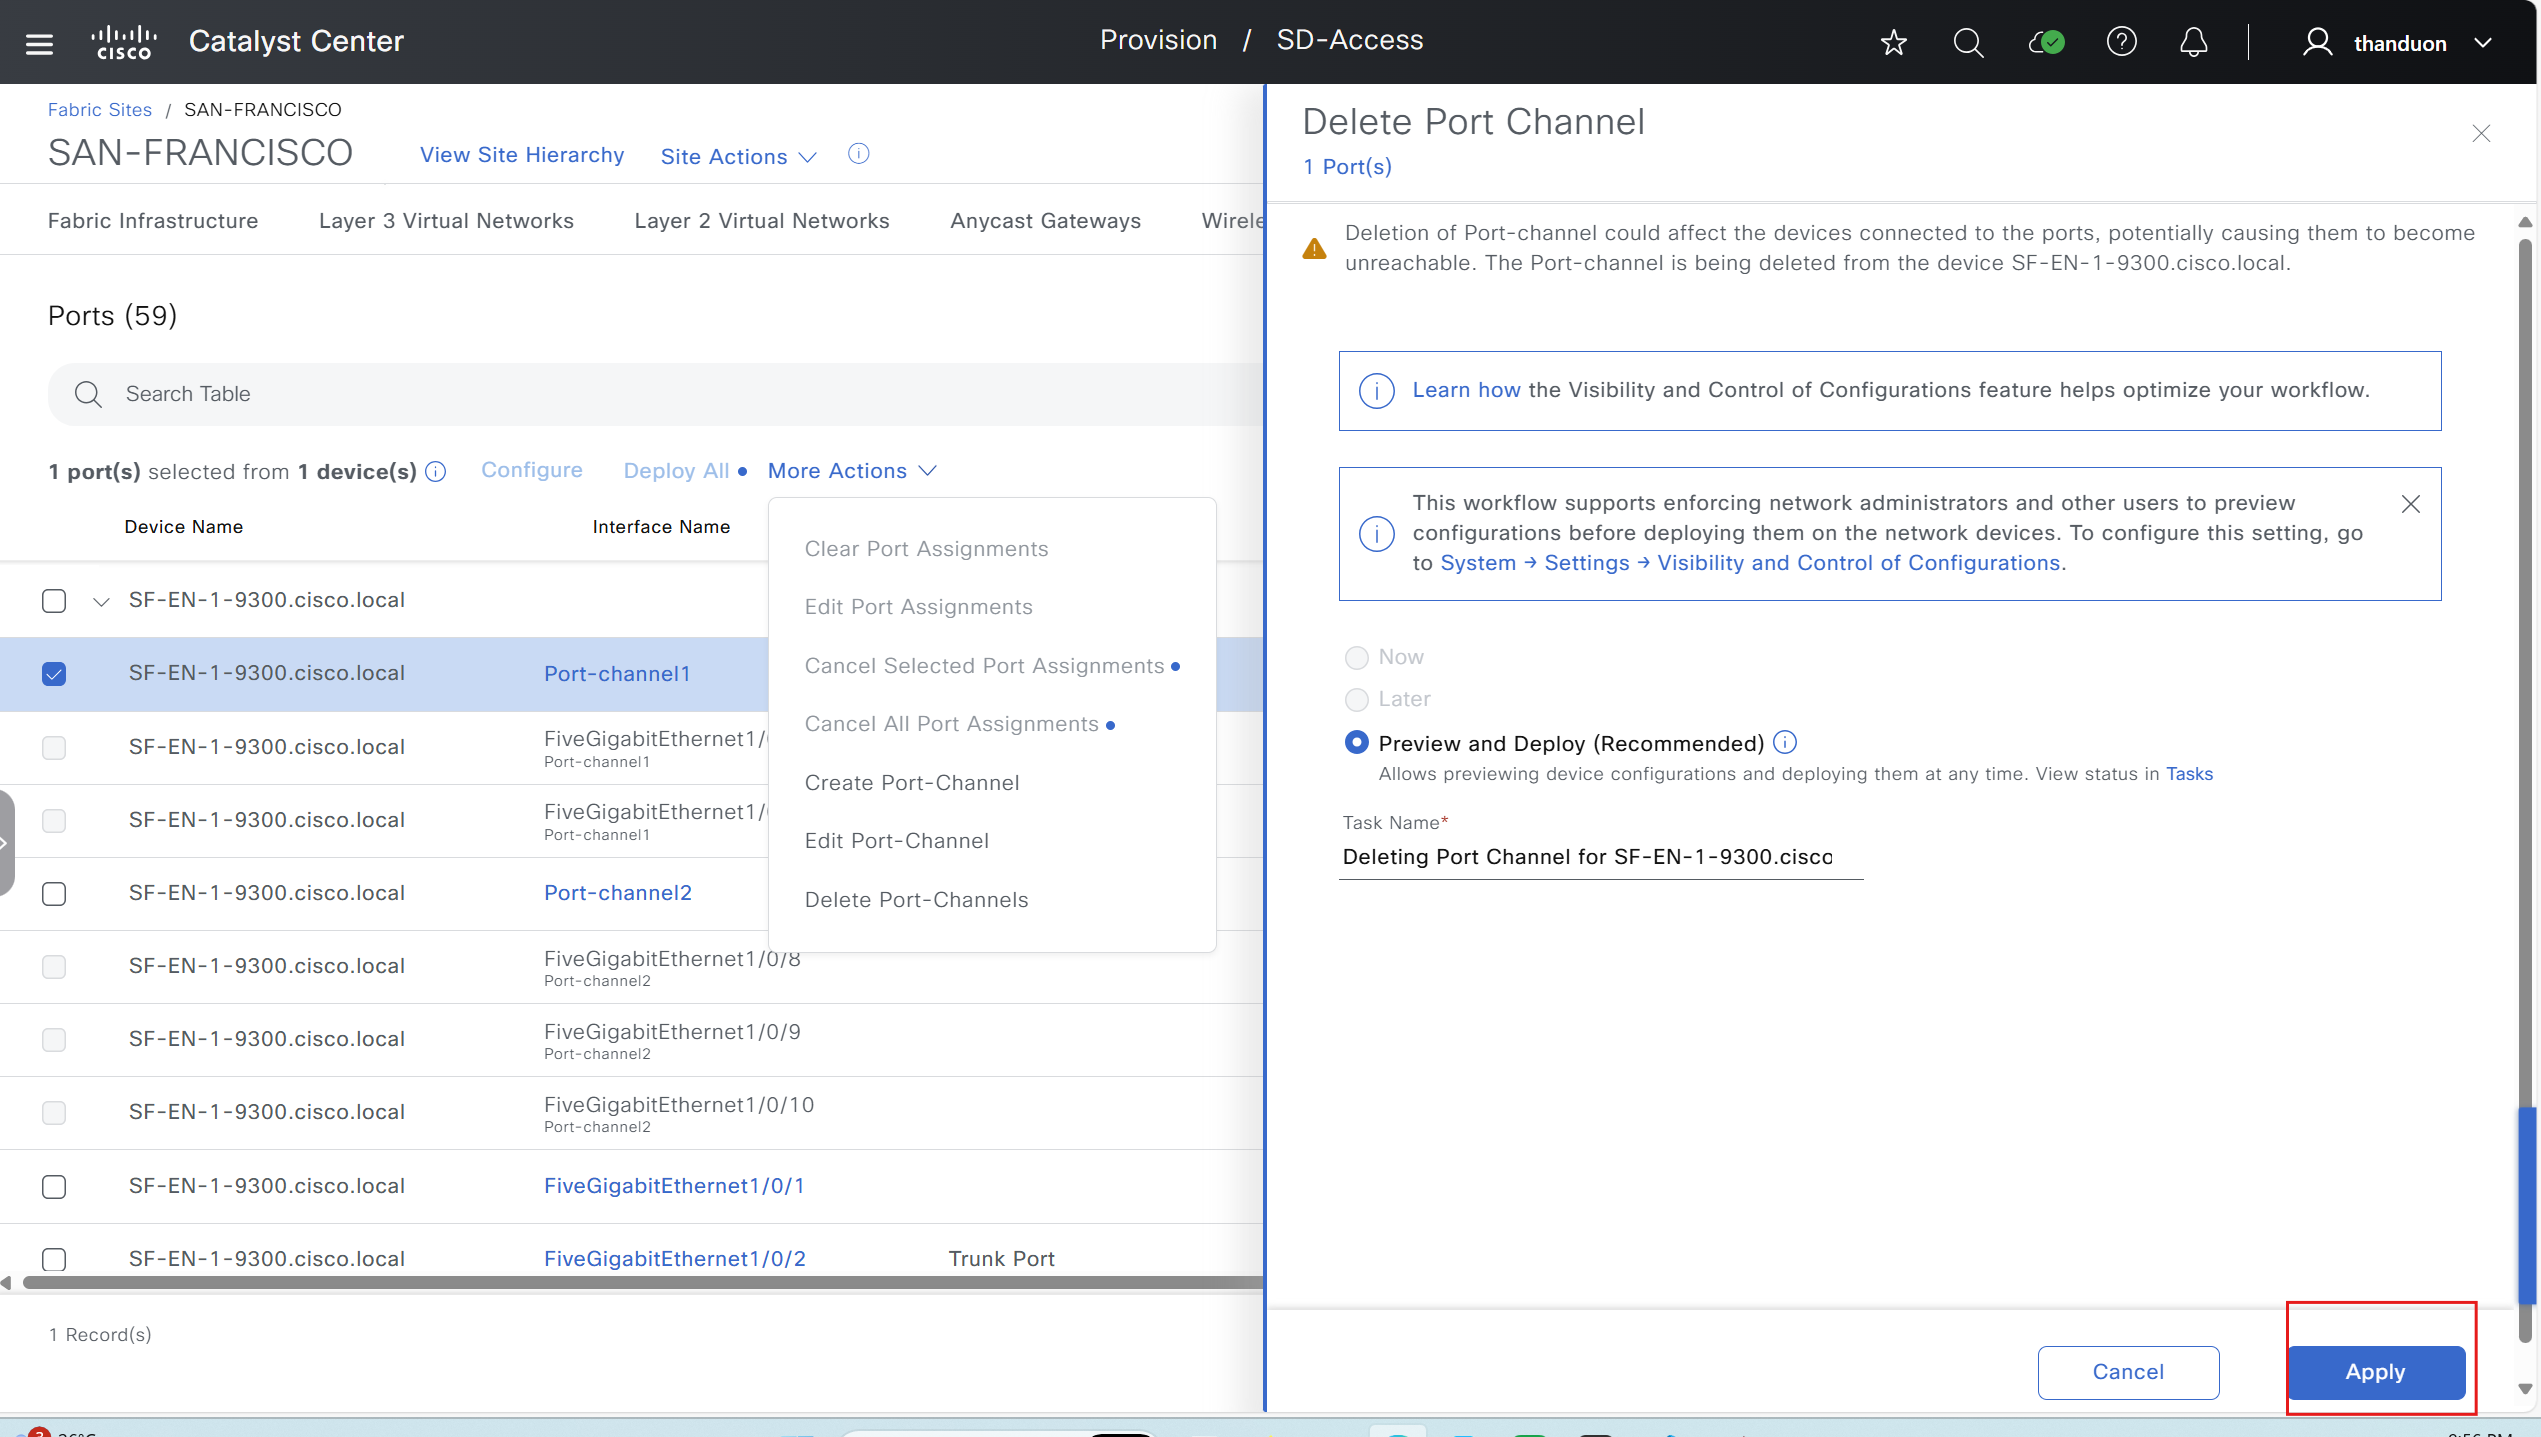 CISCO
Catalyst Center
Provision / SD-Access
thanduon
Fabric Sites / SAN-FRANCISCO
SAN-FRANCISCO
View Site Hierarchy
Site Actions
Fabric Infrastructure
Layer 3 Virtual Networks
Layer 2 Virtual Networks
Anycast Gateways
Ports (59)
Search Table
1 port(s) selected from 1 device(s)
Configure
Deploy All
More Actions
Device Name
Interface Name
Clear Port Assignments
Edit Port Assignments
Cancel Selected Port Assignments
Cancel All Port Assignments
Create Port-Channel
Edit Port-Channel
Delete Port-Channels
SF-EN-1-9300.cisco.local
SF-EN-1-9300.cisco.local Port-channel1
SF-EN-1-9300.cisco.local FiveGigabitEthernet1/
Port-channel1
SF-EN-1-9300.cisco.local FiveGigabitEthernet1/
Port-channel1
SF-EN-1-9300.cisco.local Port-channel2
SF-EN-1-9300.cisco.local FiveGigabitEthernet1/0/8
Port-channel2
SF-EN-1-9300.cisco.local FiveGigabitEthernet1/0/9
Port-channel2
SF-EN-1-9300.cisco.local FiveGigabitEthernet1/0/10
Port-channel2
SF-EN-1-9300.cisco.local FiveGigabitEthernet1/0/1
SF-EN-1-9300.cisco.local FiveGigabitEthernet1/0/2 Trunk Port
1 Record(s)
Delete Port Channel
1 Port(s)
Deletion of Port-channel could affect the devices connected to the ports, potentially causing them to become
unreachable. The Port-channel is being deleted from the device SF-EN-1-9300.cisco.local.
Learn how the Visibility and Control of Configurations feature helps optimize your workflow.
This workflow supports enforcing network administrators and other users to preview
configurations before deploying them on the network devices. To configure this setting, go
to System → Settings → Visibility and Control of Configurations.
Now
Later
Preview and Deploy (Recommended)
Allows previewing device configurations and deploying them at any time. View status in Tasks
Task Name*
Deleting Port Channel for SF-EN-1-9300.cisco
Cancel
Apply